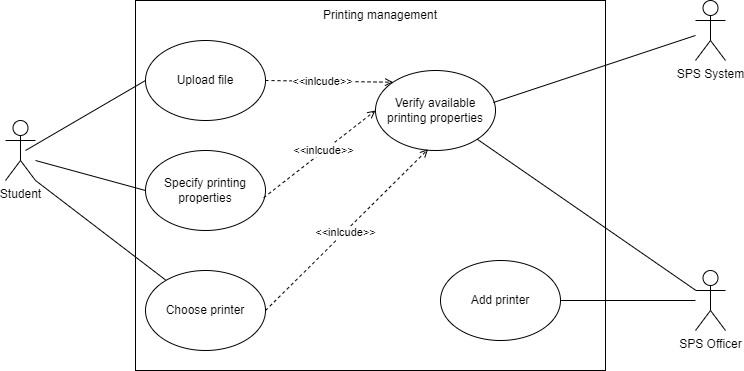 Printing management
SPS System
Upload file
<<inlcude>>
Verify available
printing properties
Student
Specify printing
properties
<<inlcude>>
<<inlcude>>
Choose printer
Add printer
SPS Officer